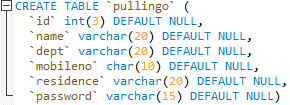 CREATE TABLE `pullingo` (
`id` int(3) DEFAULT NULL,
`name` varchar(20) DEFAULT NULL,
`dept` varchar(20) DEFAULT NULL,
`mobileno` char(10) DEFAULT NULL,
`residence` varchar(20) DEFAULT NULL,
`password` varchar(15) DEFAULT NULL)